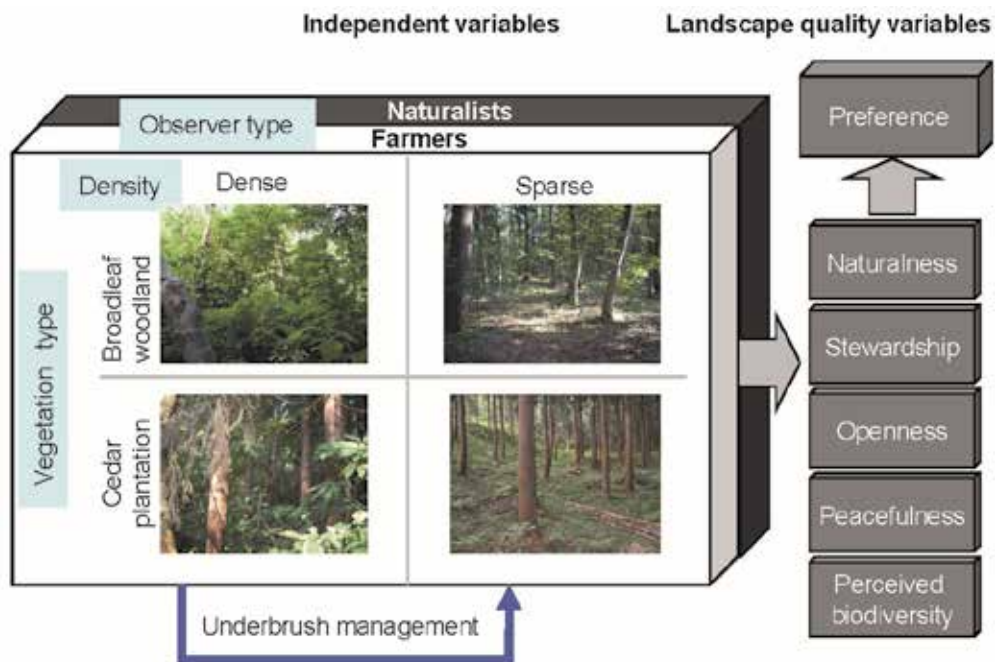 Independent variables
Landscape quality variables
Naturalists
Observer type
Farmers
Density
Dense
Sparse
Vegetation type
Broadleaf
woodland
Cedar
plantation
Underbrush management
Preference
Naturalness
Stewardship
Openness
Peacefulness
Perceived
biodiversity